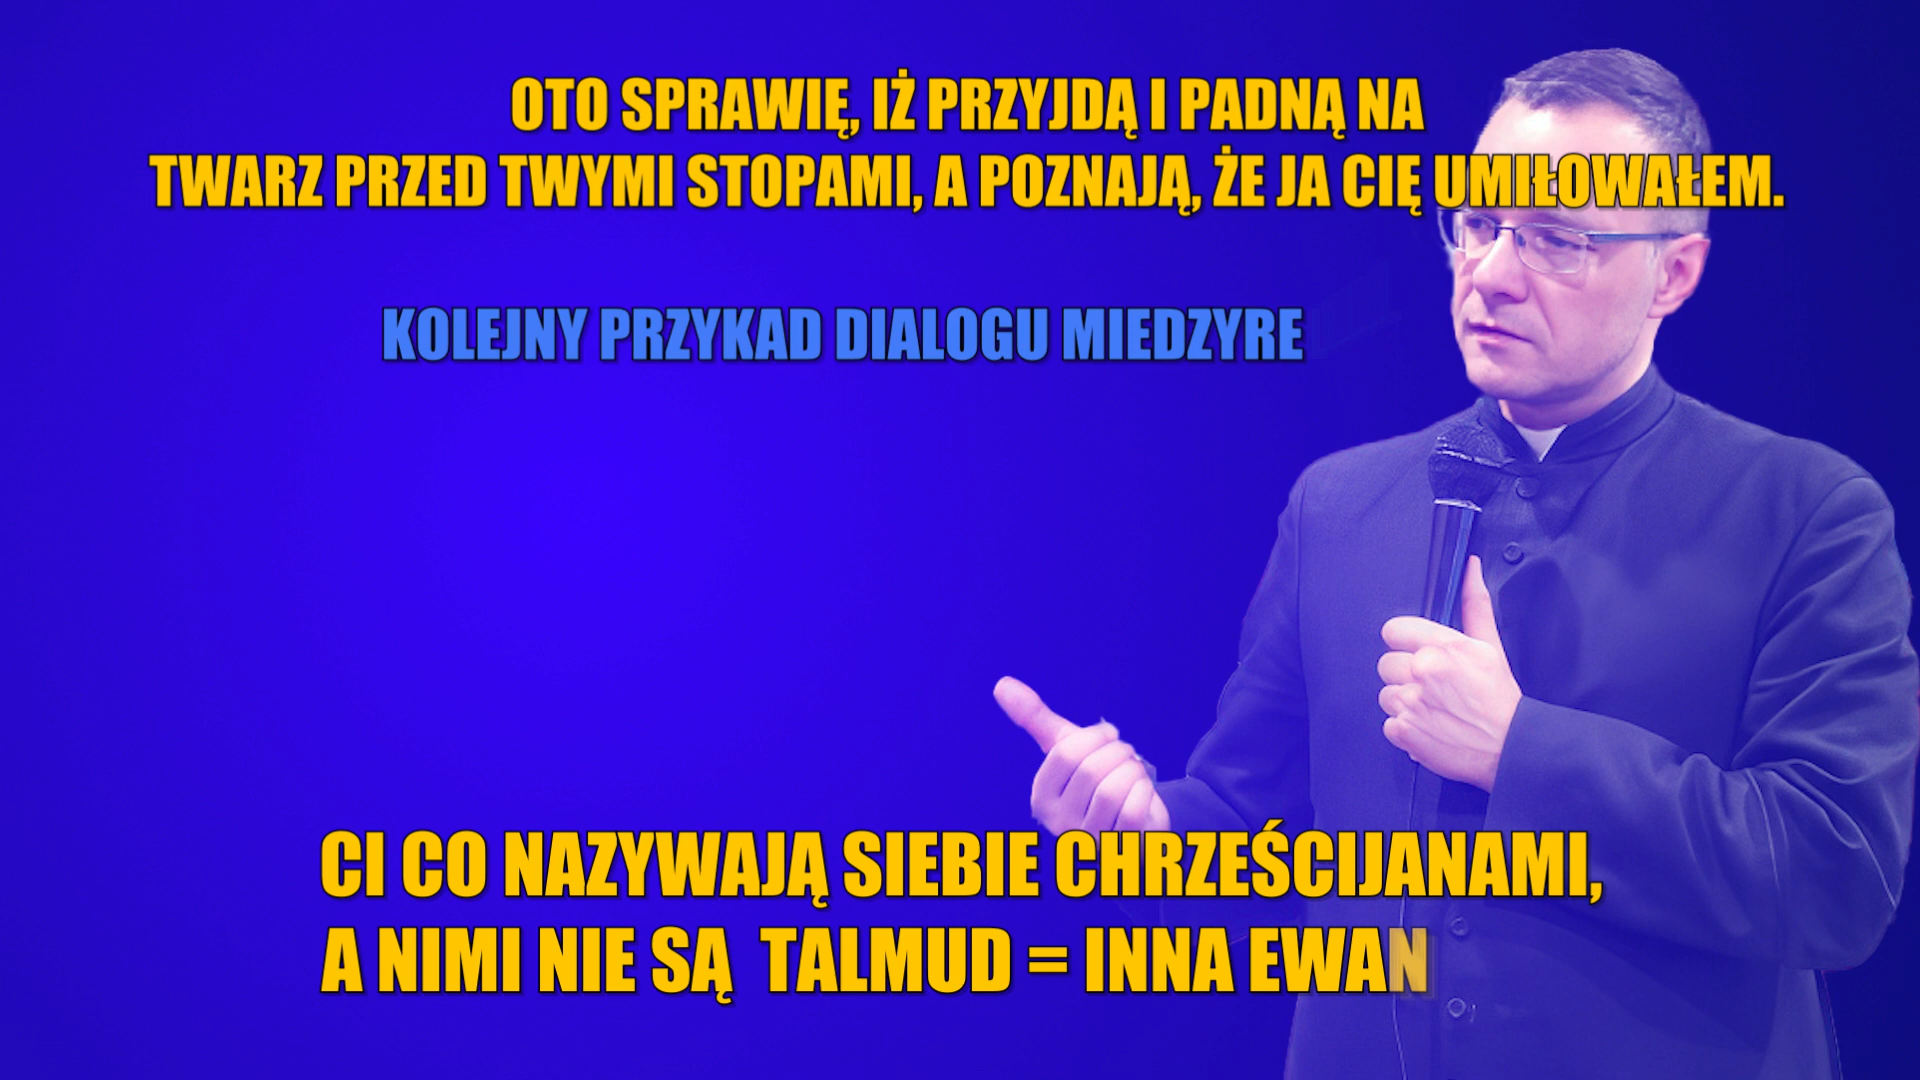 OTO SPRAWIĘ, IŻ PRZYJDĄ I PADNĄ NA
TWARZ PRZED TWYMI STOPAMI, A POZNAJĄ, ŻE JA CIĘ UMIŁOWAŁEM.
KOLEJNY PRZYKAD DIALOGU MIEDZYRE
CI CO NAZYWAJĄ SIEBIE CHRZEŚCIJANAMI,
A NIMI NIE SĄ TALMUD = INNA EWAN